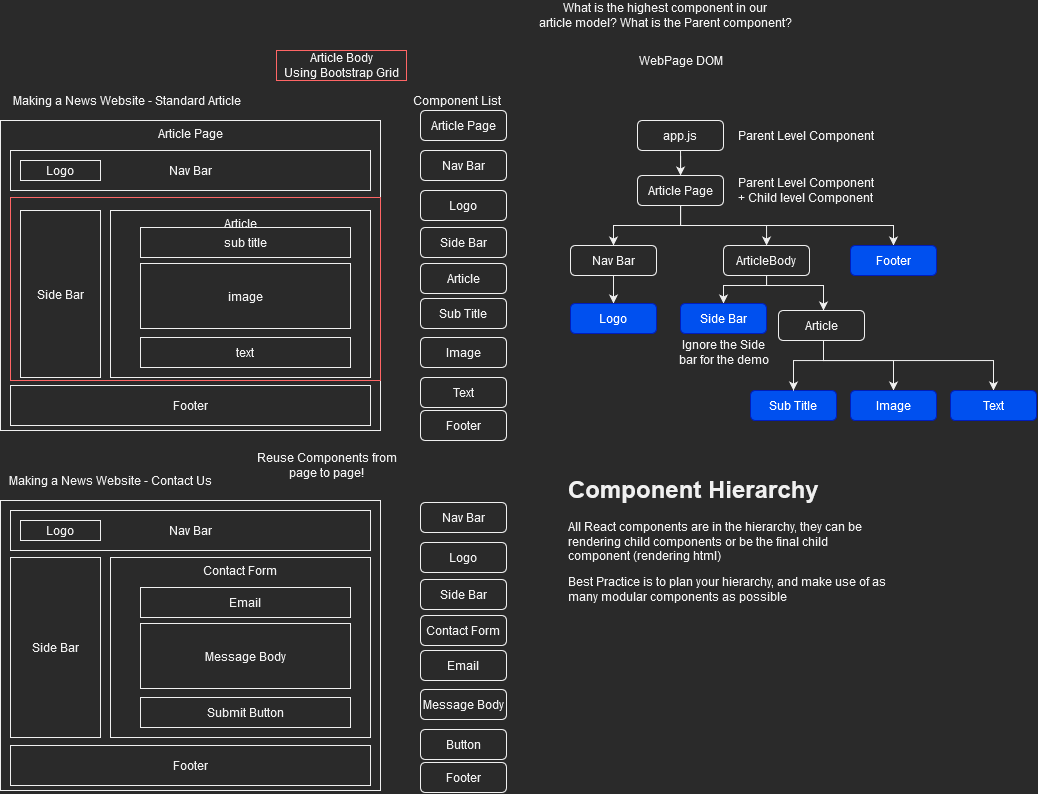 What is the highest component in our
article model? What is the Parent component?
Article Body
Using Bootstrap Grid
WebPage DOM
Making a News Website - Standard Article
Article Page
Logo
Nav Bar
Side Bar
Article
sub title
image
text
Footer
Component List
Article Page
Nav Bar
Logo
Side Bar
Article
Sub Title
Image
Text
Footer
app.js
Parent Level Component
Article Page
Parent Level Component
+ Child level Component
Nav Bar
ArticleBody
Footer
Logo
Side Bar
Article
Ignore the Side
bar for the demo
Sub Title
Image
Text
Reuse Components from
page to page!
Making a News Website - Contact Us
Logo
Nav Bar
Side Bar
Contact Form
Email
Message Body
Submit Button
Footer
Nav Bar
Logo
Side Bar
Contact Form
Email
Message Body
Button
Footer
Component Hierarchy
All React components are in the hierarchy, they can be
rendering child components or be the final child
component (rendering html)
Best Practice is to plan your hierarchy, and make use of as
many modular components as possible